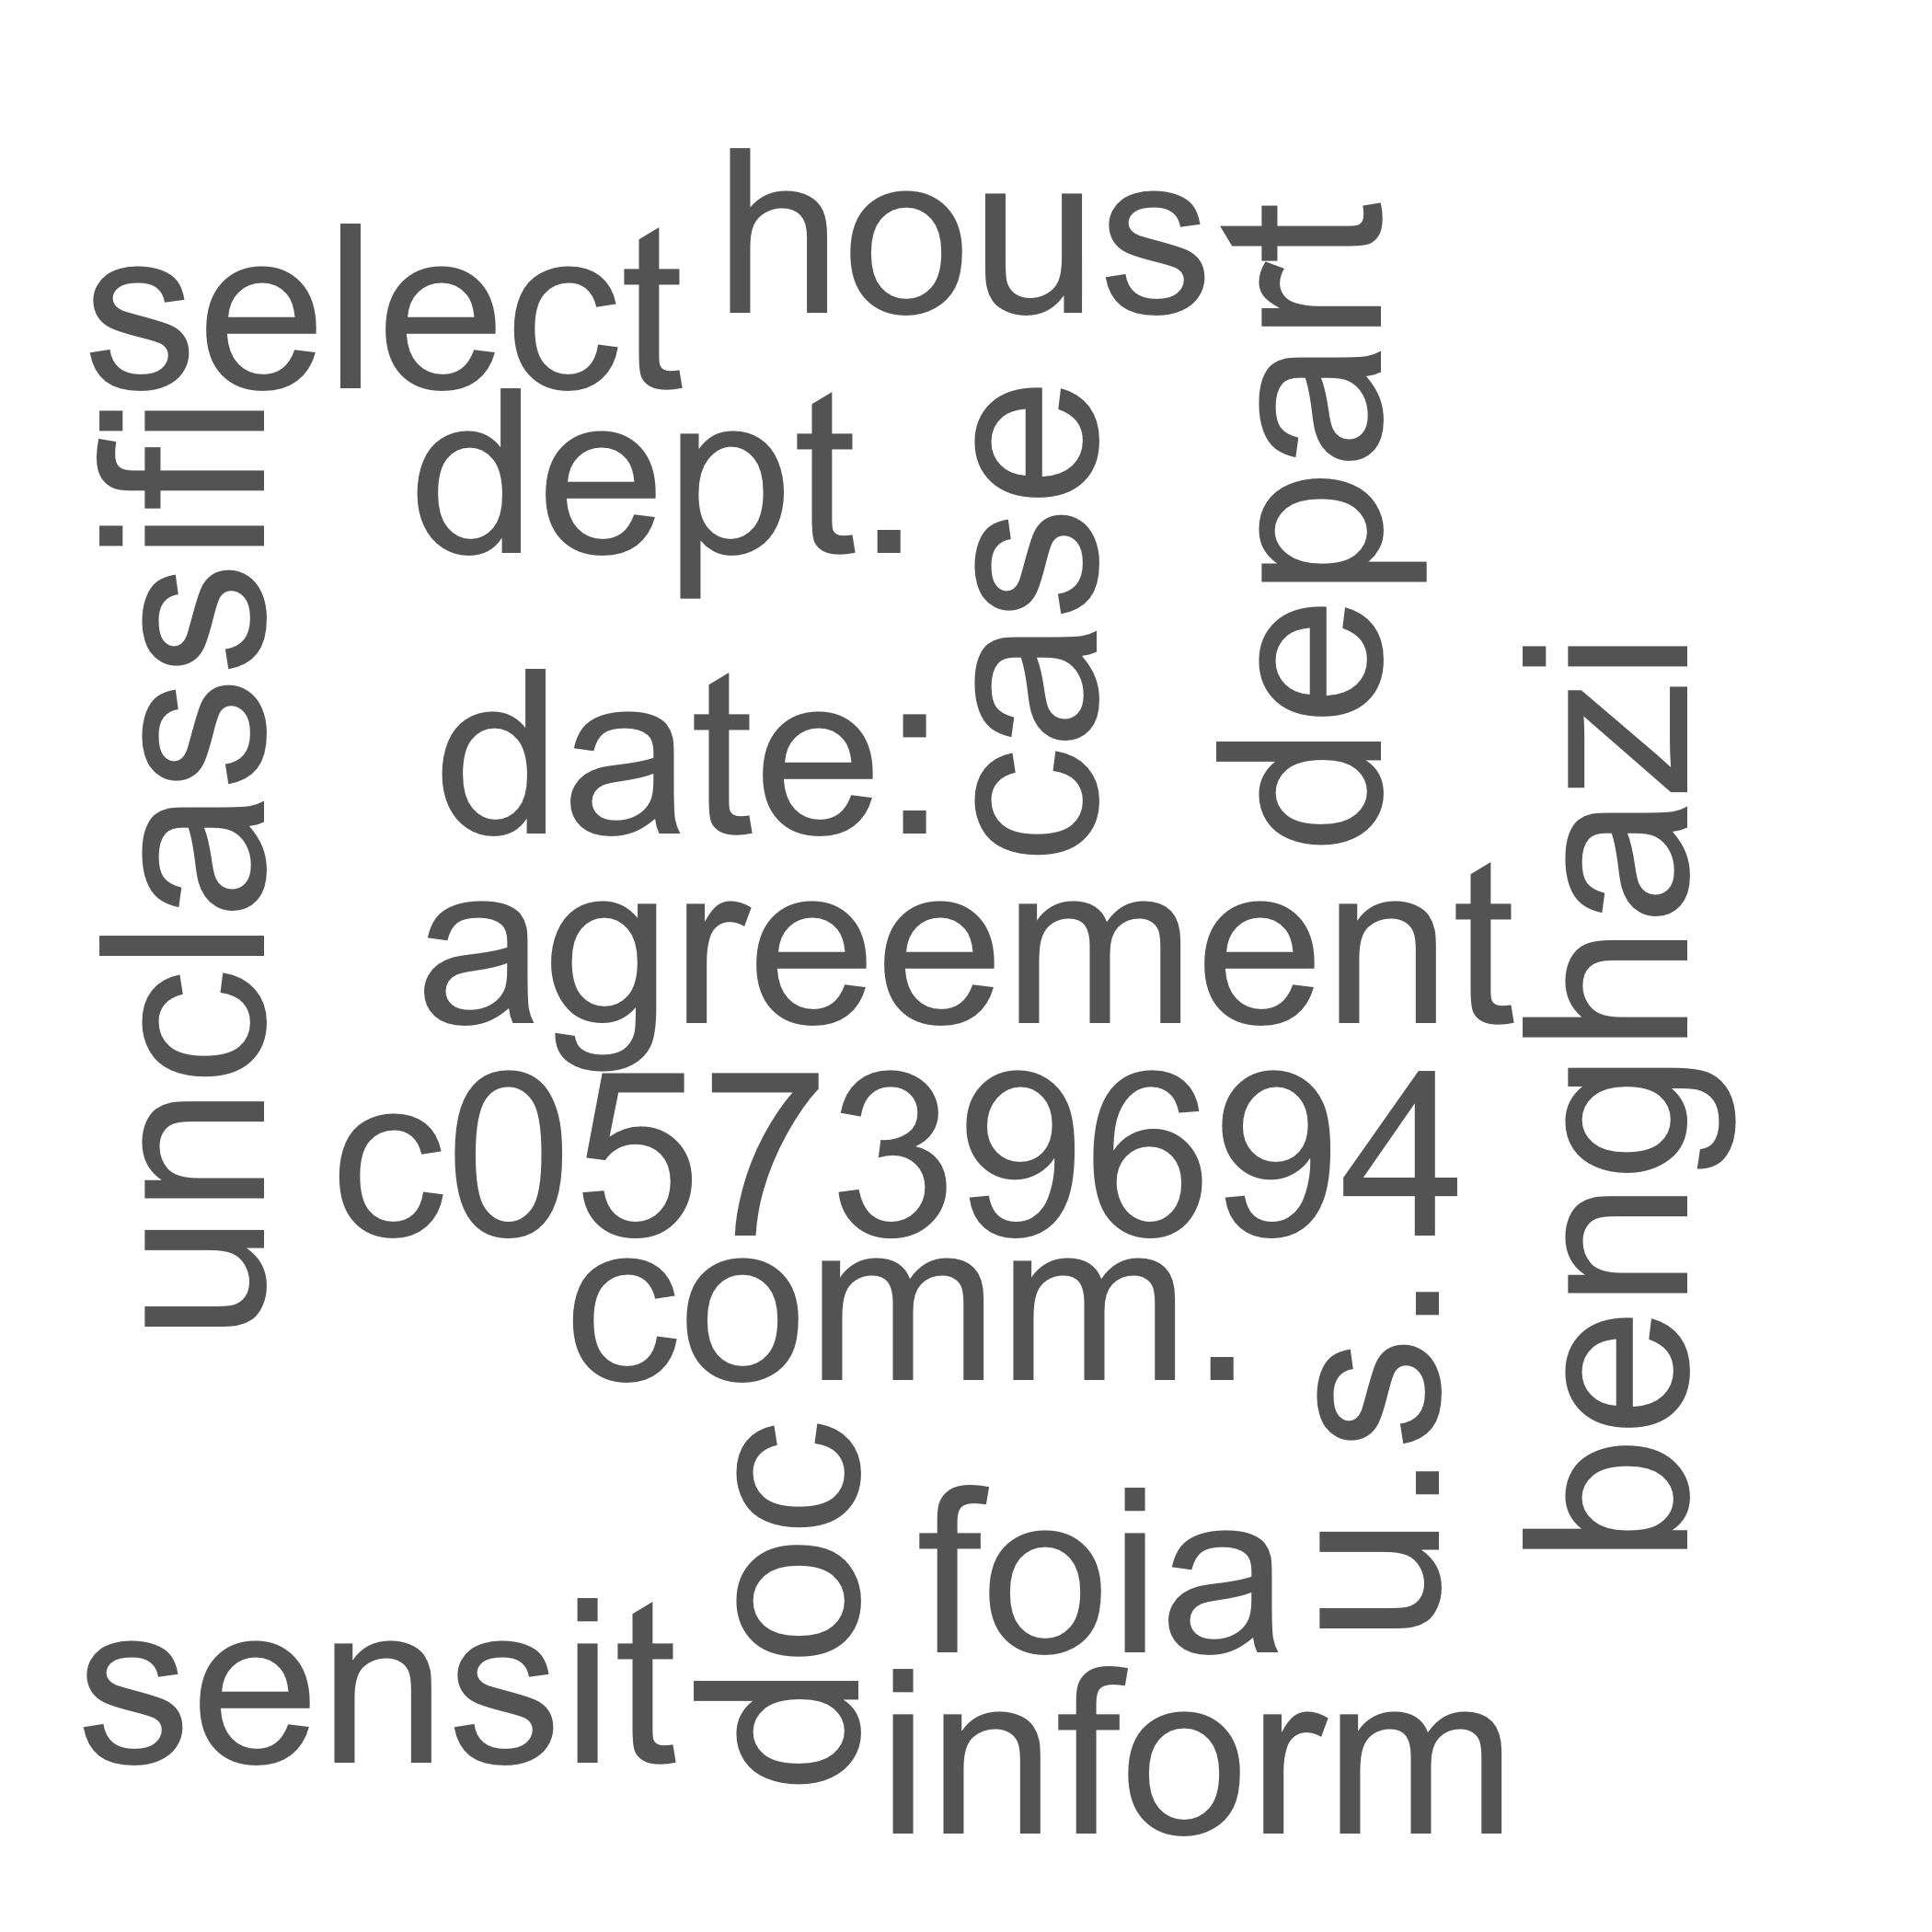 hous
select
depart
unclassifi
dept.
case
date:
benghazi
agreement
c05739694
comm.
u.s.
doc
foia
sensit
inform